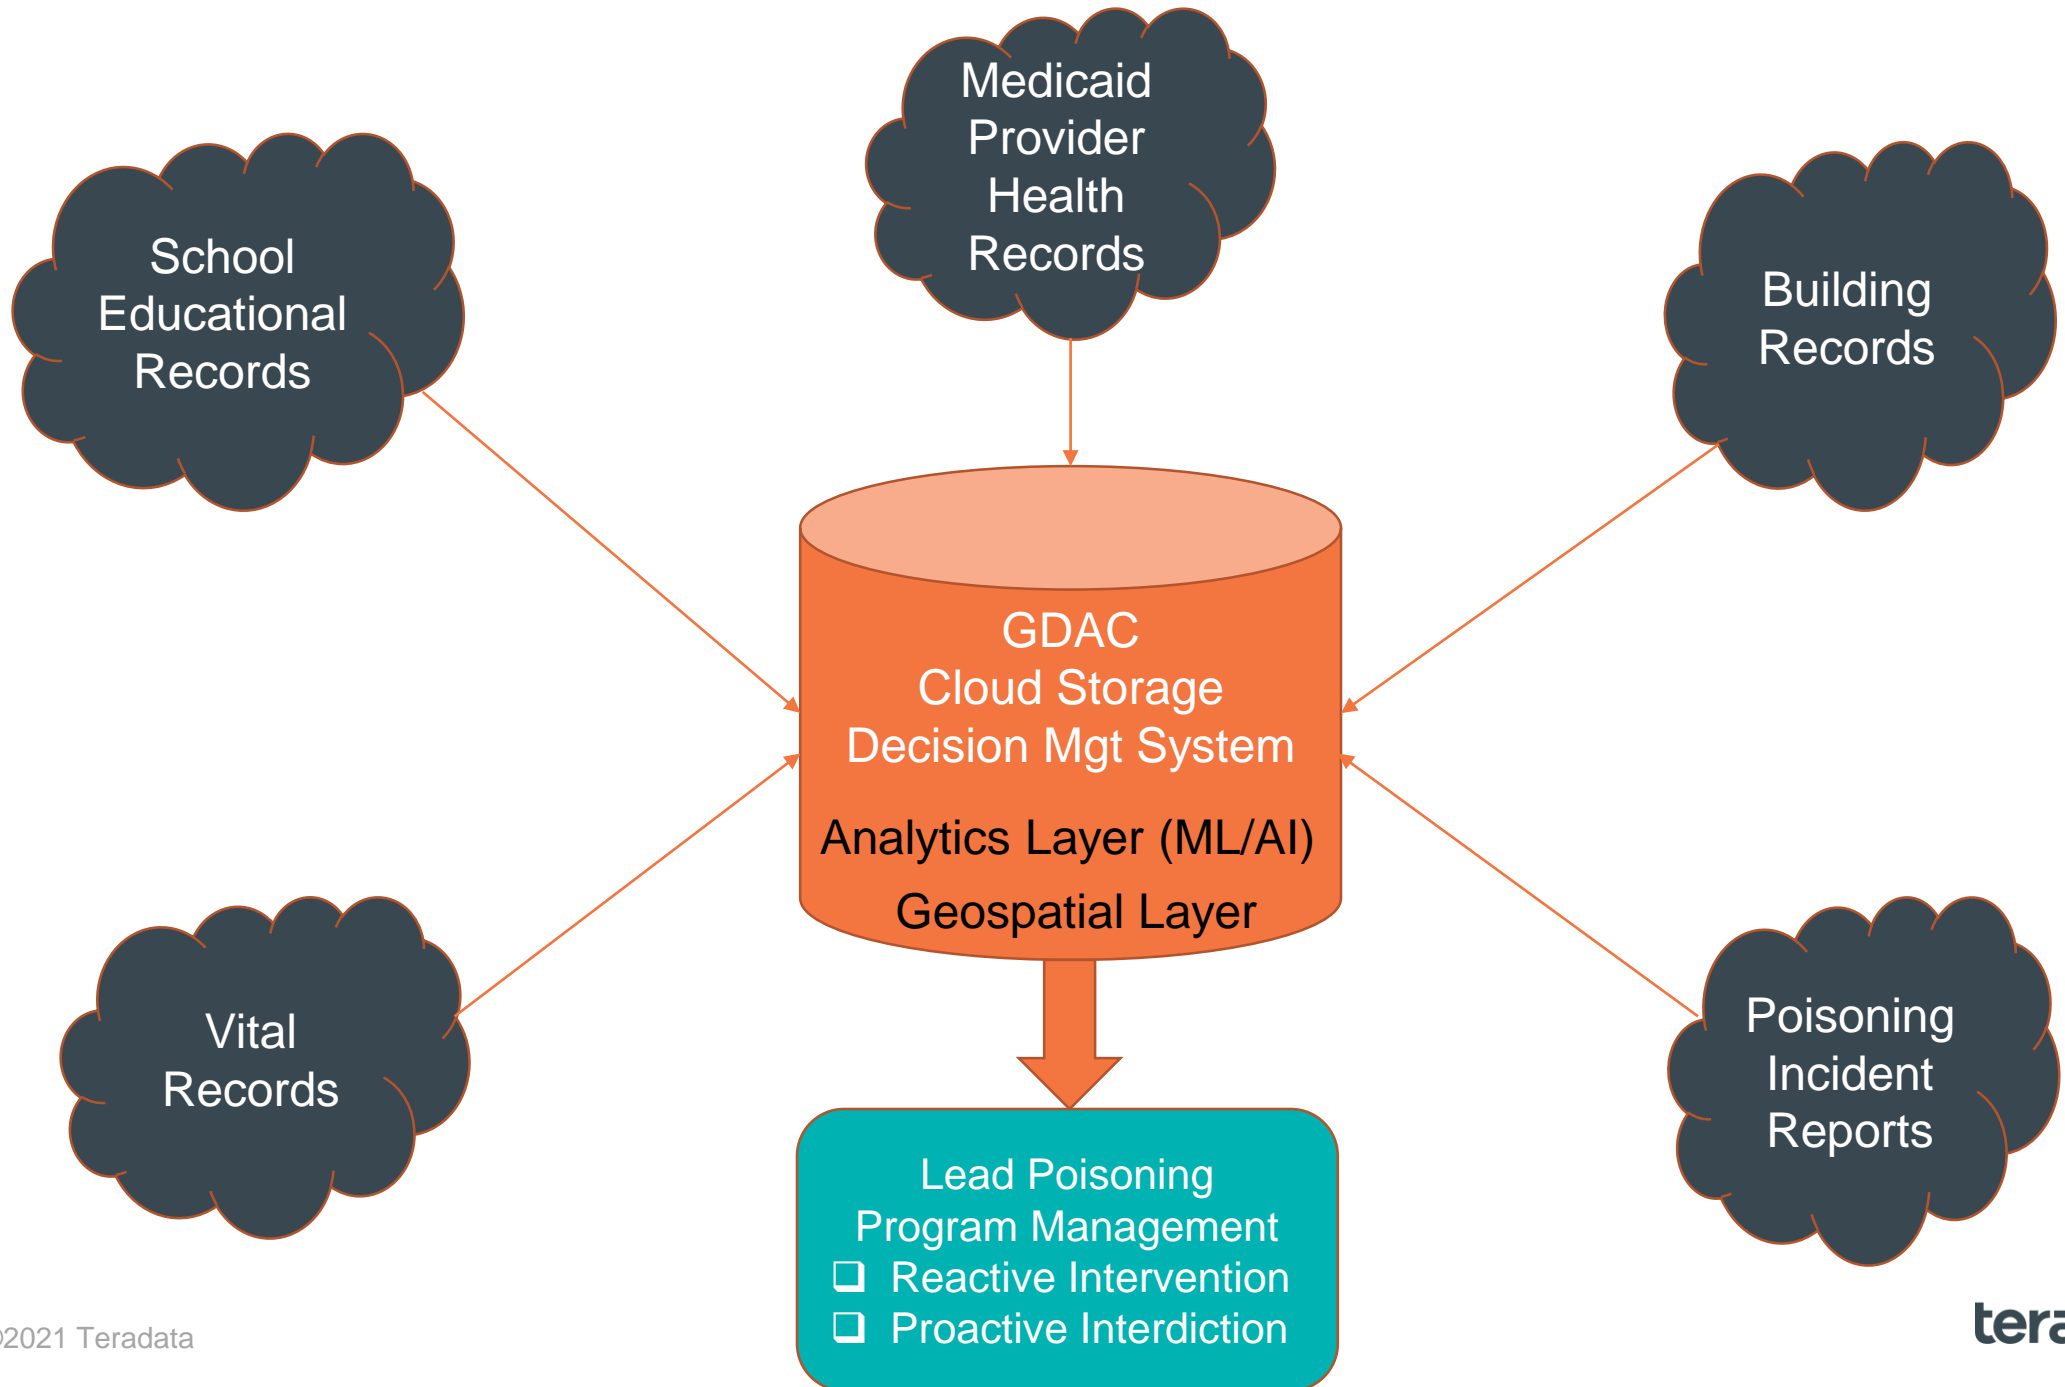 Medicaid
Provider
Health
Records
School
Educational
Records
Building
Records
GDAC
Cloud Storage
Decision Mgt System
Analytics Layer (ML/AI)
Geospatial Layer
Vital
Records
Poisoning
Incident
Reports
Lead Poisoning
Program Management
❑ Reactive Intervention
❑ Proactive Interdiction
©2021 Teradata
tera